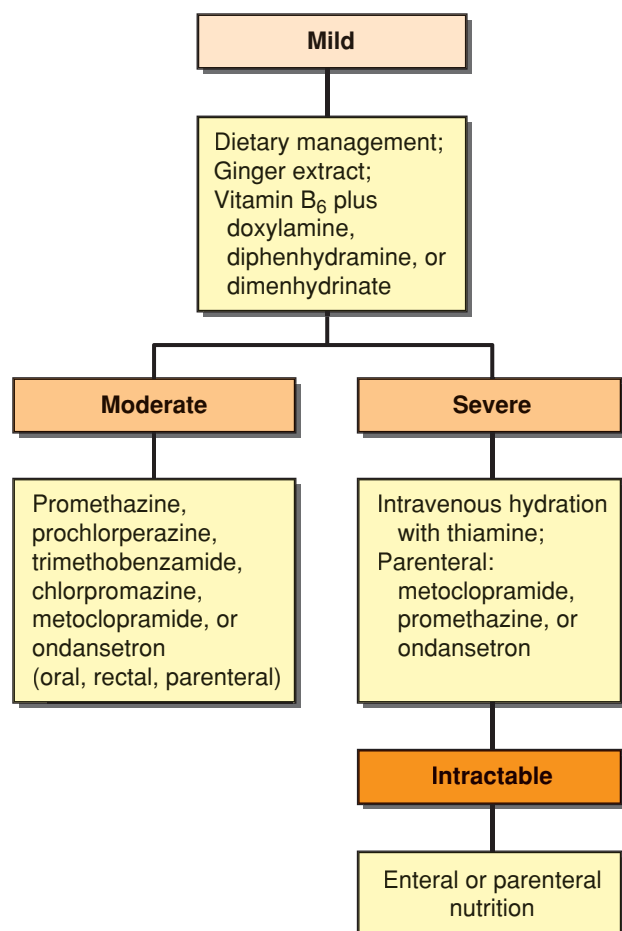 Mild
Dietary management;
Ginger extract;
Vitamin B₆ plus
doxylamine,
diphenhydramine, or
dimenhydrinate
Moderate
Promethazine,
prochlorperazine,
trimethobenzamide,
chlorpromazine,
metoclopramide, or
ondansetron
(oral, rectal, parenteral)
Severe
Intravenous hydration
with thiamine;
Parenteral:
metoclopramide,
promethazine, or
ondansetron
Intractable
Enteral or parenteral
nutrition